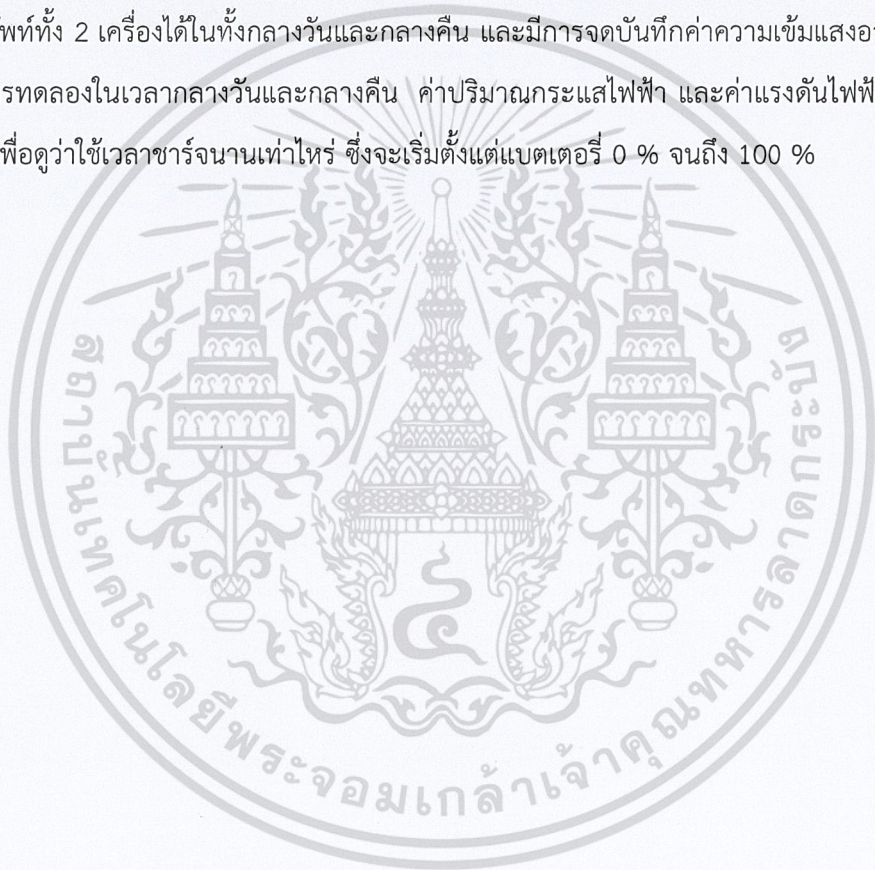 พท์ทั้ง 2 เครื่องได้ในทั้งกลางวันและกลางคืน และมีการจดบันทึกค่าความเข้มแสงอา
รทดลองในเวลากลางวันและกลางคืน ค่าปริมาณกระแสไฟฟ้า และค่าแรงดันไฟฟ้
พื่อดูว่าใช้เวลาชาร์จนานเท่าไหร่ ซึ่งจะเริ่มตั้งแต่แบตเตอรี่ 0 % จนถึง 100 %
๔
สถาบันเทคโนโลยีพระจอมเกล้าเจ้าคุณทหารลาดกระบัง